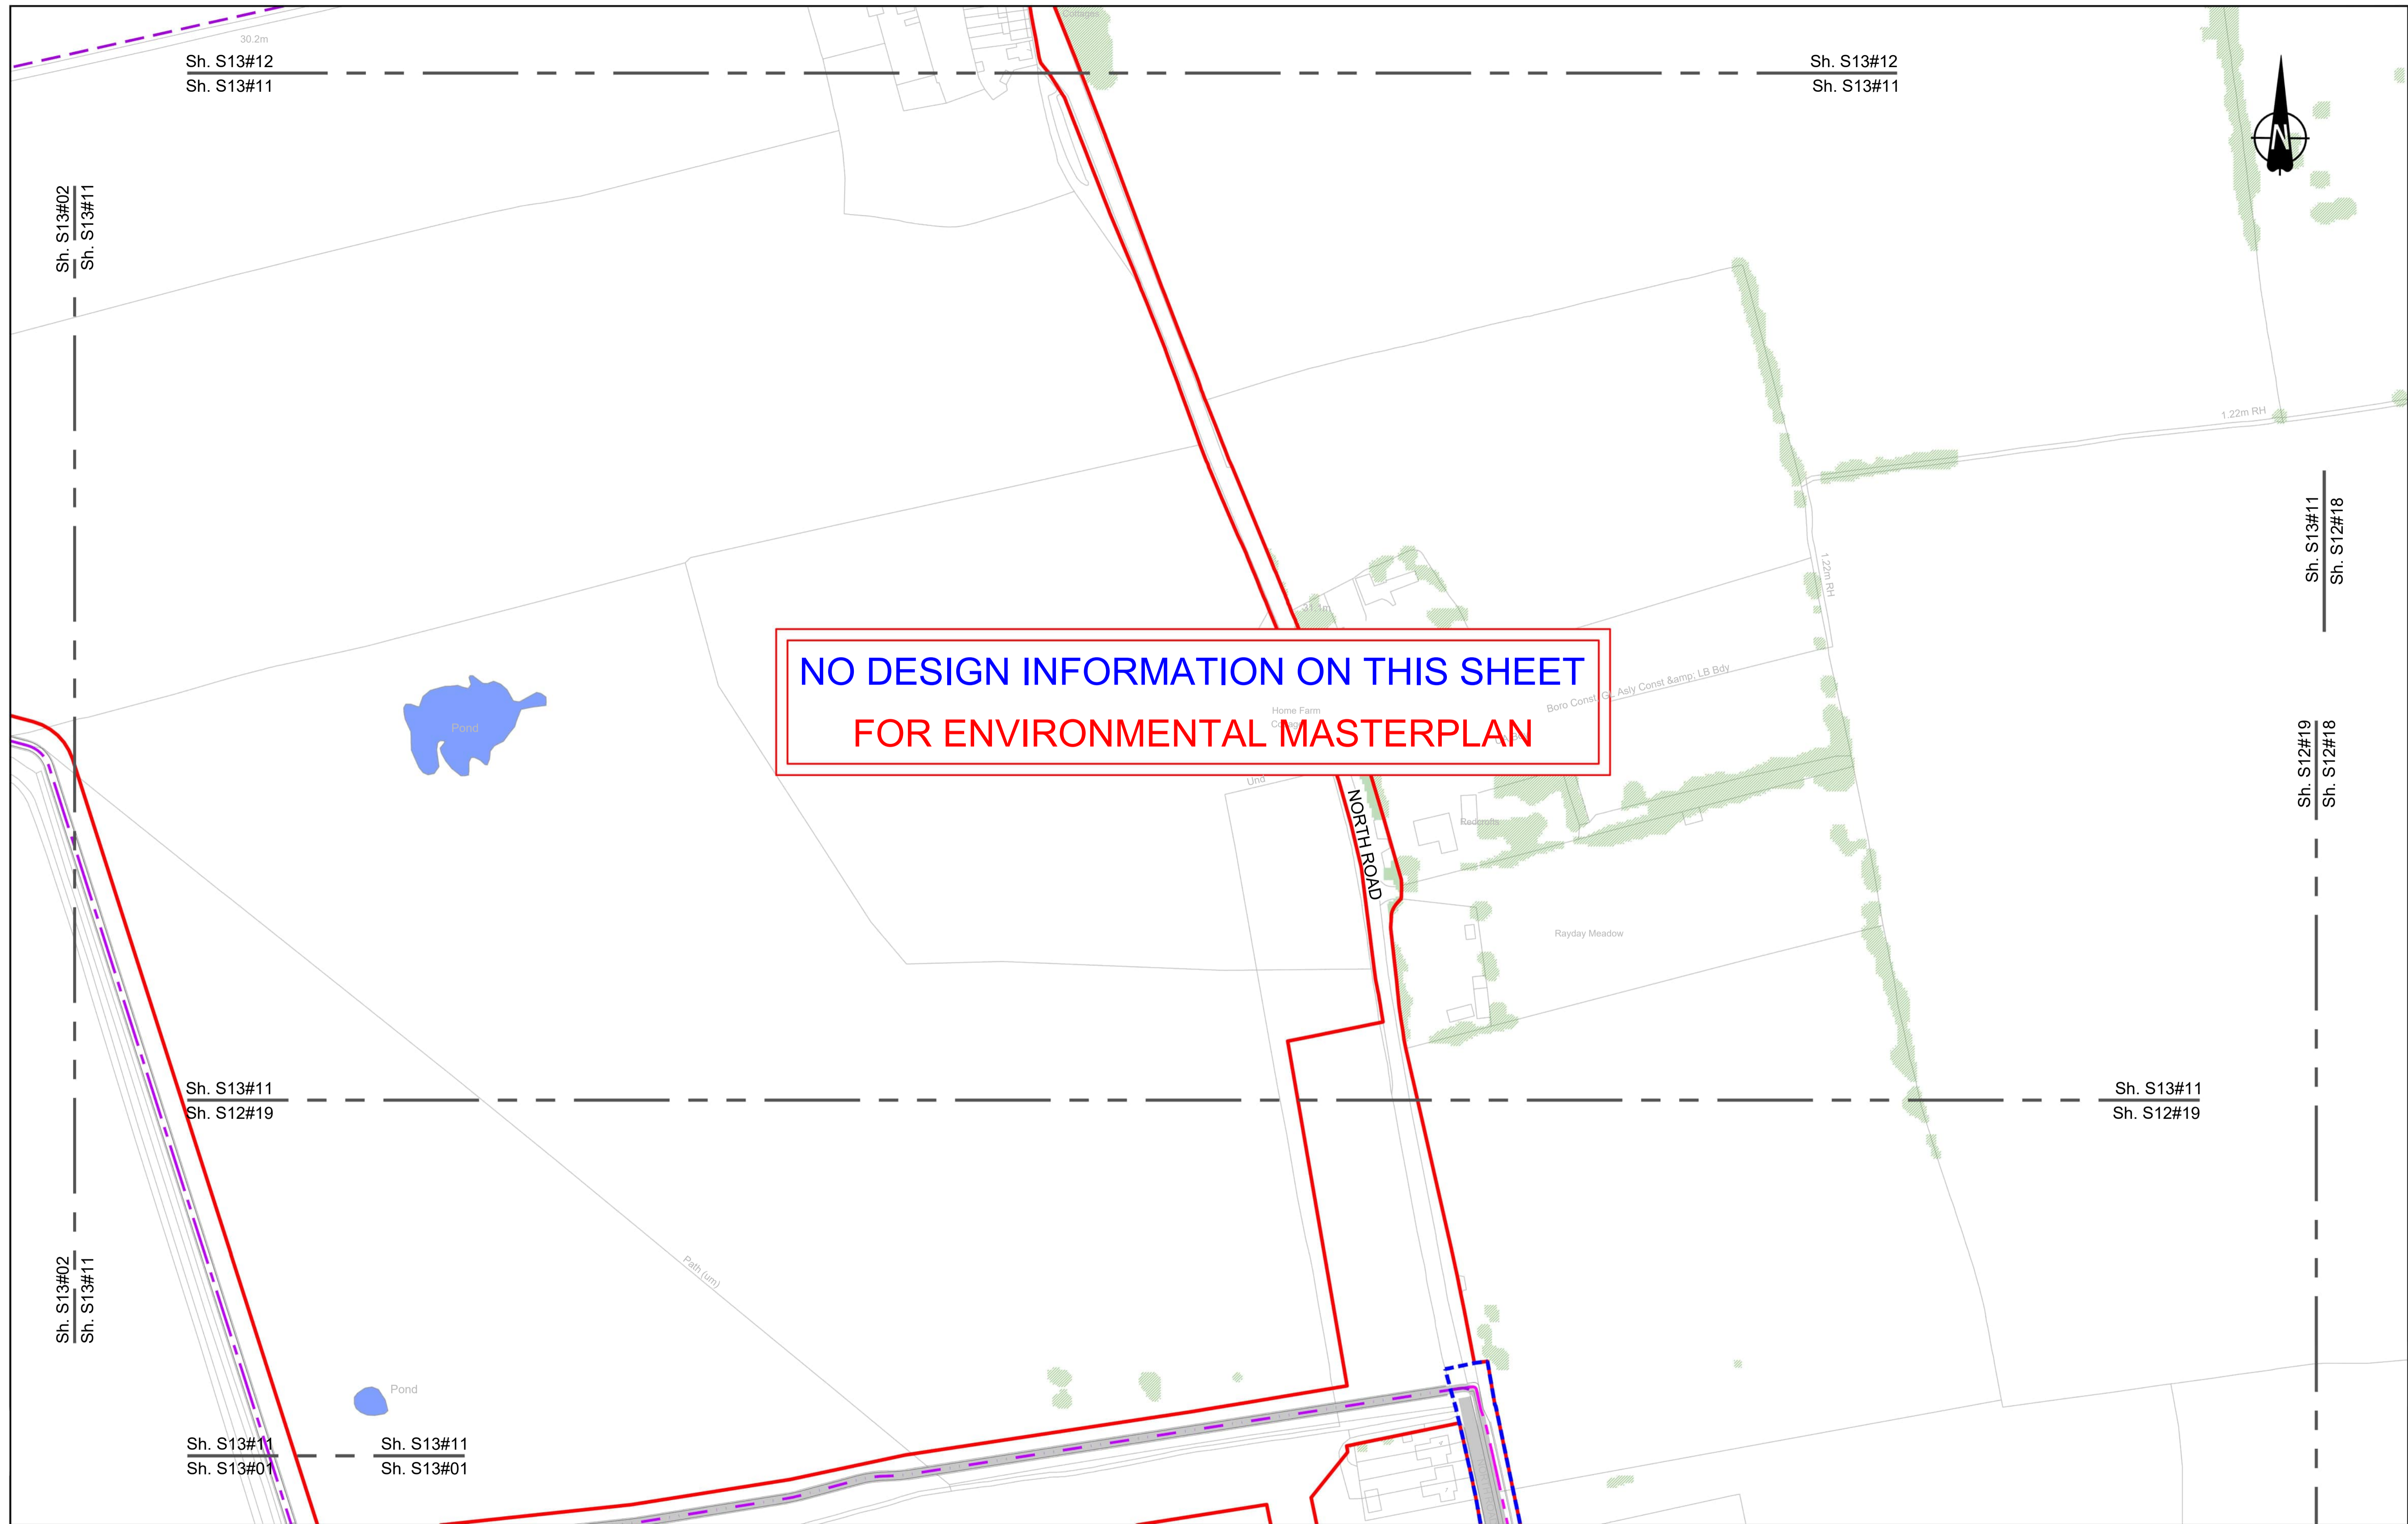 Cottages
30.2m
Sh. S13#12
Sh. S13#11
Sh. S13#12
Sh. S13#11
N
Sh. S13#02
Sh. S13#11
1.22m RH
Sh. S13#11
Sh. S12#18
1.22m RH
31.1m
NO DESIGN INFORMATION ON THIS SHEET
FOR ENVIRONMENTAL MASTERPLAN
Boro Const, GL Asly Const &amp; LB Bdy
Home Farm
Pond
Und
NORTH ROAD
Redcrofts
Sh. S12#19
Sh. S12#18
Rayday Meadow
Sh. S13#11
Sh. S12#19
Sh. S13#11
Sh. S12#19
Path (um)
Sh. S13#02
Sh. S13#11
Pond
Sh. S13#11
Sh. S13#01
Sh. S13#11
Sh. S13#01